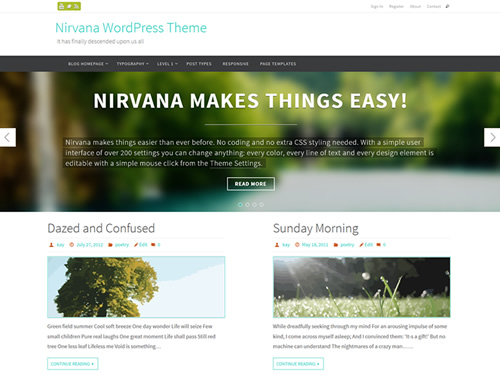 Sign in Register About Contact
Nirvana WordPress Theme
It has finally descended upon us all
BLOG HOMEPAGE TYPOGRAPHY LEVEL 1 POST TYPES RESPONSIVE PAGE TEMPLATES
NIRVANA MAKES THINGS EASY!
Nirvana makes things easier than ever before. No coding and no extra CSS styling needed. With a simple user
interface of over 200 settings you can change anything: every color, every line of text and every design element is
editable with a simple mouse click from the Theme Settings.
READ MORE
Dazed and Confused
kay July 27, 2012 poetry Edit 0
Green field summer Cool soft breeze One day wonder Life will seize Few
small children Pure real laughs One great moment Life shall pass Still red
tree One less leaf Lifeless me Void is something…
CONTINUE READING
Sunday Morning
kay May 18, 2012 poetry Edit 0
While dreadfully seeking through my mind For an arousing impulse of some
kind, I come across myself asleep; And I convinced them: 'It s a gift!' But no
machine can understand The nightmares of a crazy man:……
CONTINUE READING